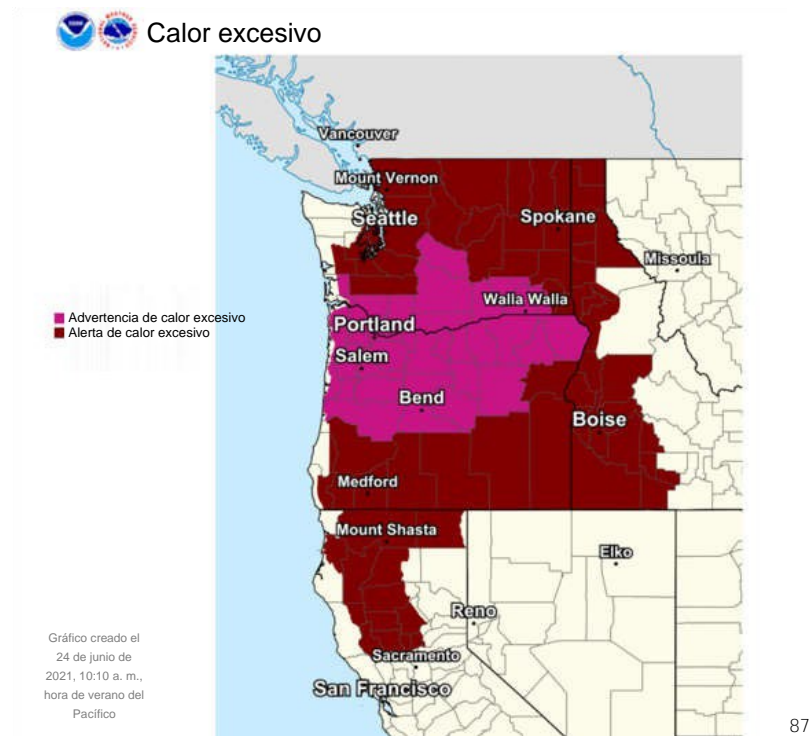 Calor excesivo
Vancouver
Mount Vernon
Seattle
Spokane
Missoula
Walla Walla
Advertencia de calor excesivo
Alerta de calor excesivo
Portland
Salem
Bend
Boise
Medford
Mount Shasta
Elko
Reno
Sacramento
San Francisco
Gráfico creado el
24 de junio de
2021, 10:10 a. m.,
hora de verano del
Pacífico
87